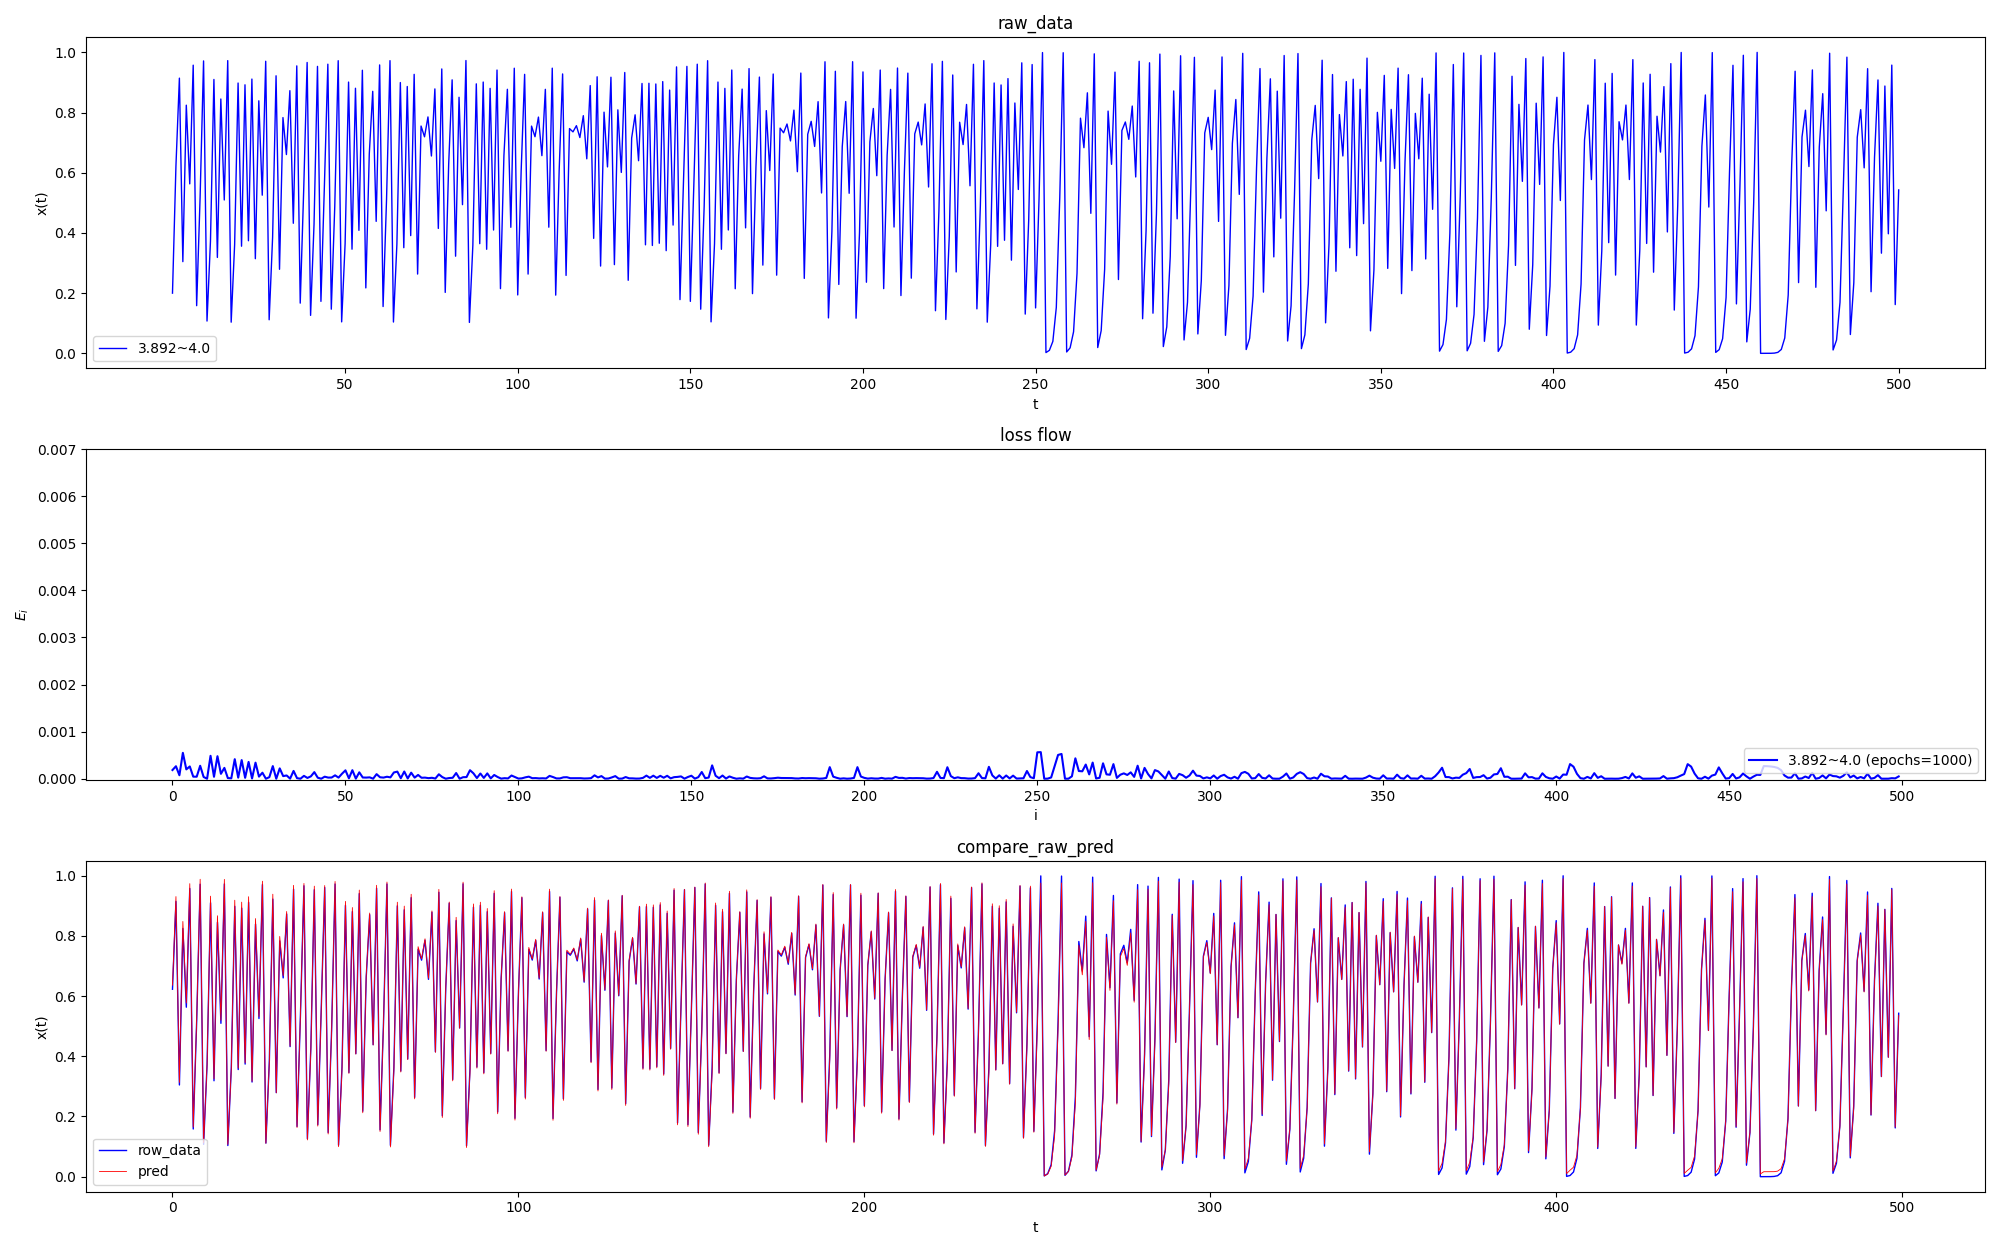 raw_data
x(t)
1.0
0.8
0.6
0.4
0.2
0.0
3.892~4.0
50 100 150 200 250 300 350 400 450 500
t
loss flow
E_i
0.007
0.006
0.005
0.004
0.003
0.002
0.001
0.000
3.892~4.0 (epochs=1000)
0 50 100 150 200 250 300 350 400 450 500
i
compare_raw_pred
x(t)
1.0
0.8
0.6
0.4
0.2
0.0
row_data
pred
0 100 200 300 400 500
t